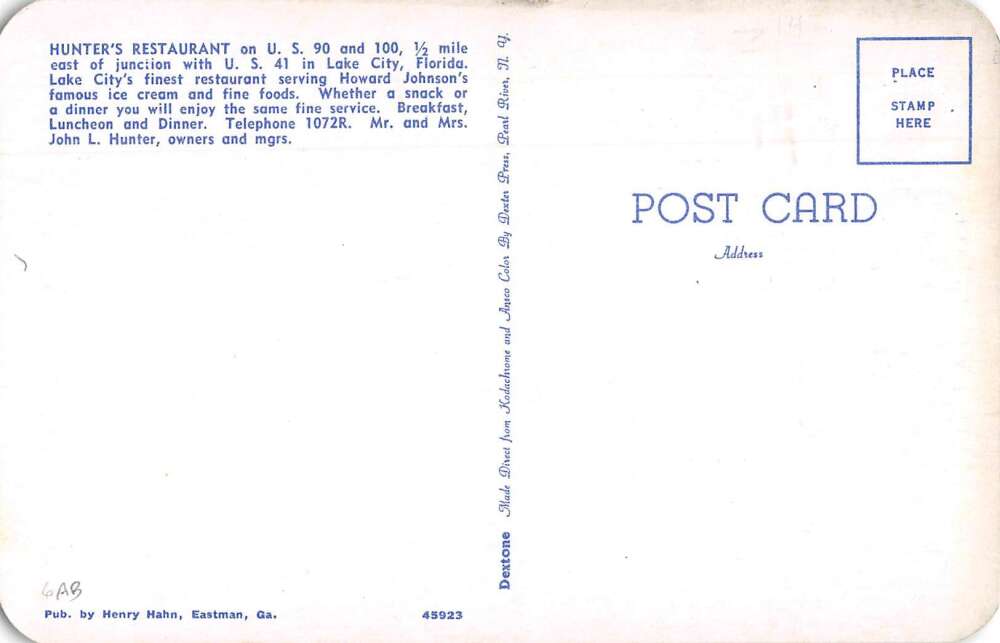 HUNTER'S RESTAURANT on U. S. 90 and 100, ½ mile
east of junction with U. S. 41 in Lake City, Florida.
Lake City's finest restaurant serving Howard Johnson's
famous ice cream and fine foods. Whether a snack or
a dinner you will enjoy the same fine service. Breakfast,
Luncheon and Dinner. Telephone 1072R. Mr. and Mrs.
John L. Hunter, owners and mgrs.
6AB
Pub. by Henry Hahn, Eastman, Ga. 45923
Dextone Made Direct from Kodachrome and Ansco Color By Dexter Press, Pearl River, N. Y.
PLACE
STAMP
HERE
POST CARD
Address